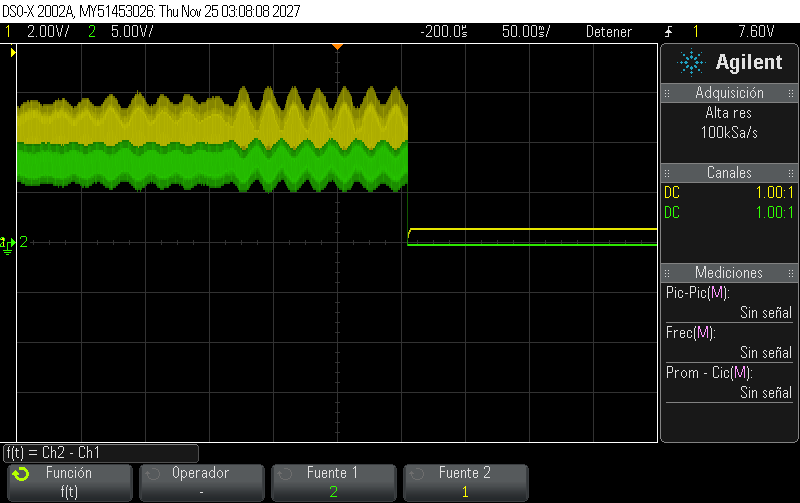 DSO-X 2002A, MY51453026: Thu Nov 25 03:08:08 2027
1 2.00V/ 2 5.00V/ -200.0µs 50.00ms/ Detener 1 7.60V
Agilent
Adquisición
Alta res
100kSa/s
Canales
DC 1.00:1
DC 1.00:1
2
Mediciones
Pic-Pic(M):
Sin señal
Frec(M):
Sin señal
Prom - Cic(M):
Sin señal
f(t) = Ch2 - Ch1
Función Operador Fuente 1 Fuente 2
f(t) - 2 1